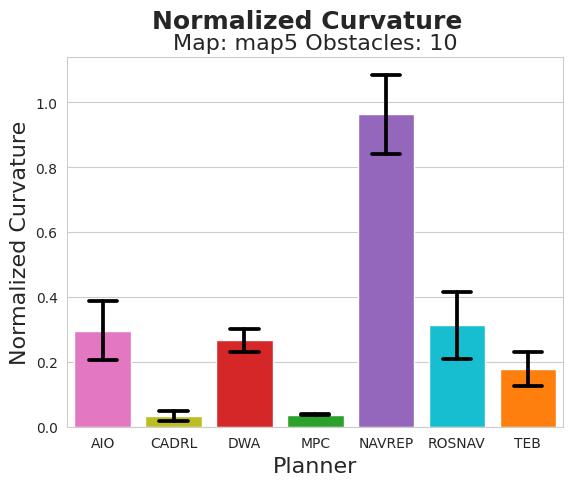 Normalized Curvature
Map: map5 Obstacles: 10
Normalized Curvature
1.0
0.8
0.6
0.4
0.2
0.0
AIO CADRL DWA MPC NAVREP ROSNAV TEB
Planner